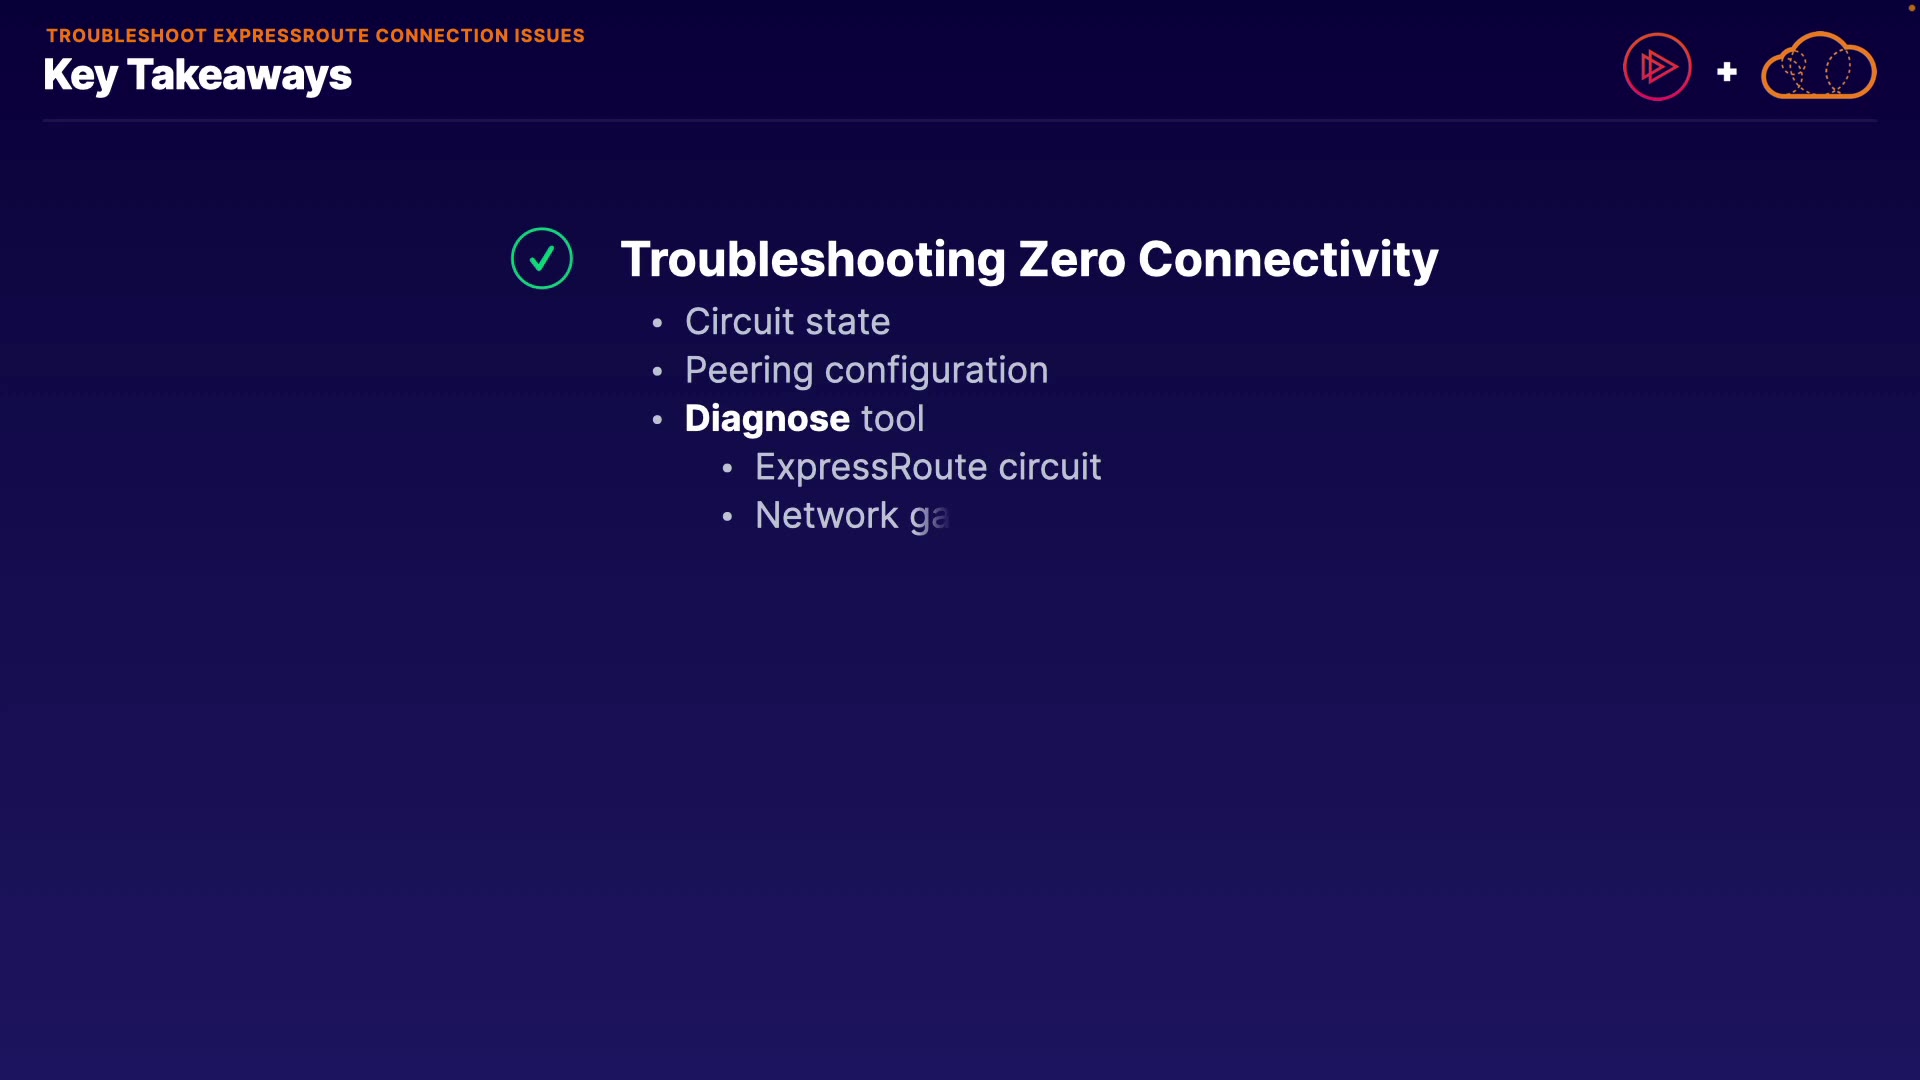 TROUBLESHOOT EXPRESSROUTE CONNECTION ISSUES
Key Takeaways
Troubleshooting Zero Connectivity
• Circuit state
• Peering configuration
• Diagnose tool
• ExpressRoute circuit
• Network ga